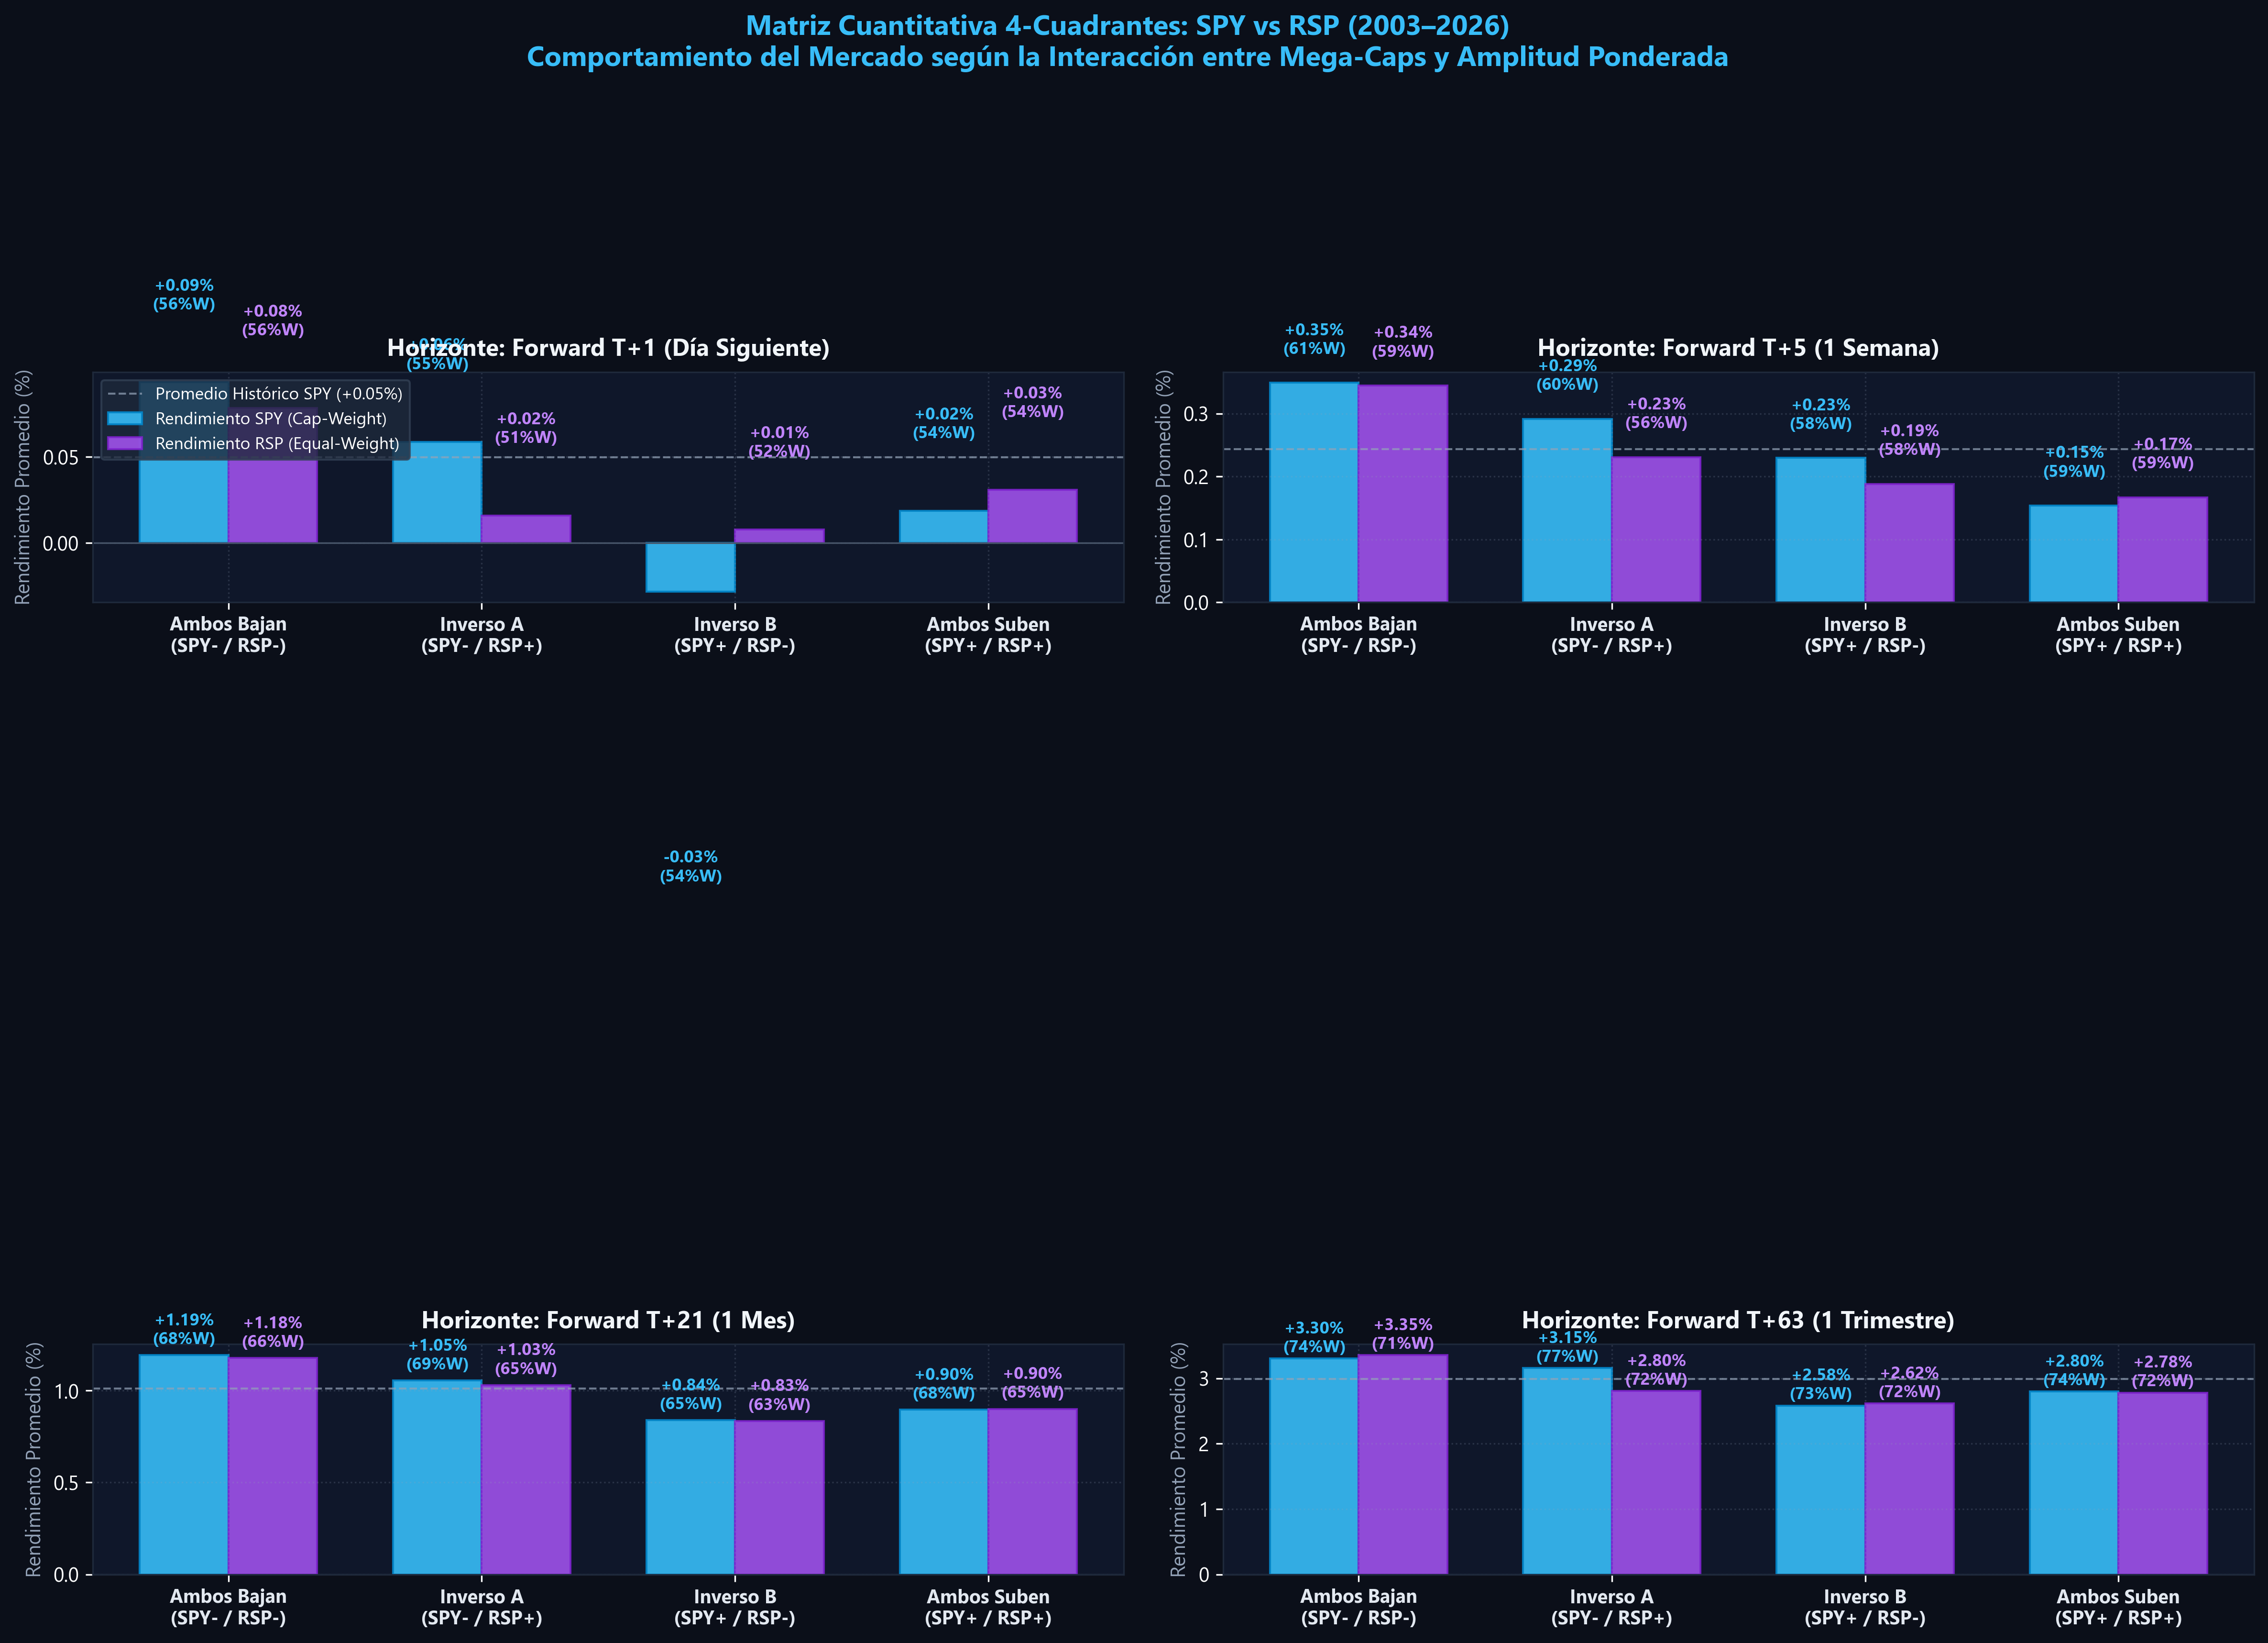 Matriz Cuantitativa 4-Cuadrantes: SPY vs RSP (2003–2026)
Comportamiento del Mercado según la Interacción entre Mega-Caps y Amplitud Ponderada
Horizonte: Forward T+1 (Día Siguiente)
Rendimiento Promedio (%)
0.05
0.00
Promedio Histórico SPY (+0.05%)
Rendimiento SPY (Cap-Weight)
Rendimiento RSP (Equal-Weight)
+0.09%
(56%W)
+0.08%
(56%W)
+0.06%
(55%W)
+0.02%
(51%W)
-0.03%
(54%W)
+0.01%
(52%W)
+0.02%
(54%W)
+0.03%
(54%W)
Ambos Bajan
(SPY- / RSP-)
Inverso A
(SPY- / RSP+)
Inverso B
(SPY+ / RSP-)
Ambos Suben
(SPY+ / RSP+)
Horizonte: Forward T+5 (1 Semana)
Rendimiento Promedio (%)
0.3
0.2
0.1
0.0
+0.35%
(61%W)
+0.34%
(59%W)
+0.29%
(60%W)
+0.23%
(56%W)
+0.23%
(58%W)
+0.19%
(58%W)
+0.15%
(59%W)
+0.17%
(59%W)
Ambos Bajan
(SPY- / RSP-)
Inverso A
(SPY- / RSP+)
Inverso B
(SPY+ / RSP-)
Ambos Suben
(SPY+ / RSP+)
Horizonte: Forward T+21 (1 Mes)
Rendimiento Promedio (%)
1.0
0.5
0.0
+1.19%
(68%W)
+1.18%
(66%W)
+1.05%
(69%W)
+1.03%
(65%W)
+0.84%
(65%W)
+0.83%
(63%W)
+0.90%
(68%W)
+0.90%
(65%W)
Ambos Bajan
(SPY- / RSP-)
Inverso A
(SPY- / RSP+)
Inverso B
(SPY+ / RSP-)
Ambos Suben
(SPY+ / RSP+)
Horizonte: Forward T+63 (1 Trimestre)
Rendimiento Promedio (%)
3
2
1
0
+3.30%
(74%W)
+3.35%
(71%W)
+3.15%
(77%W)
+2.80%
(72%W)
+2.58%
(73%W)
+2.62%
(72%W)
+2.80%
(74%W)
+2.78%
(72%W)
Ambos Bajan
(SPY- / RSP-)
Inverso A
(SPY- / RSP+)
Inverso B
(SPY+ / RSP-)
Ambos Suben
(SPY+ / RSP+)